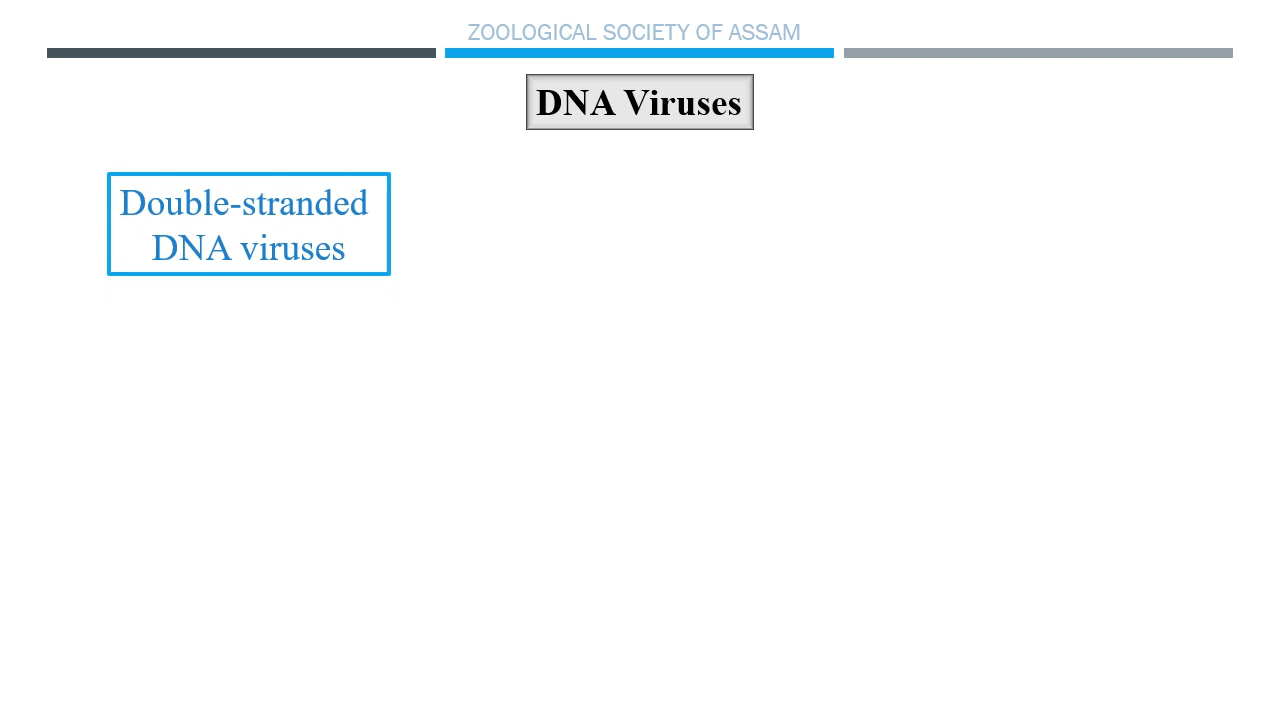 ZOOLOGICAL SOCIETY OF ASSAM
DNA Viruses
Double-stranded
DNA viruses